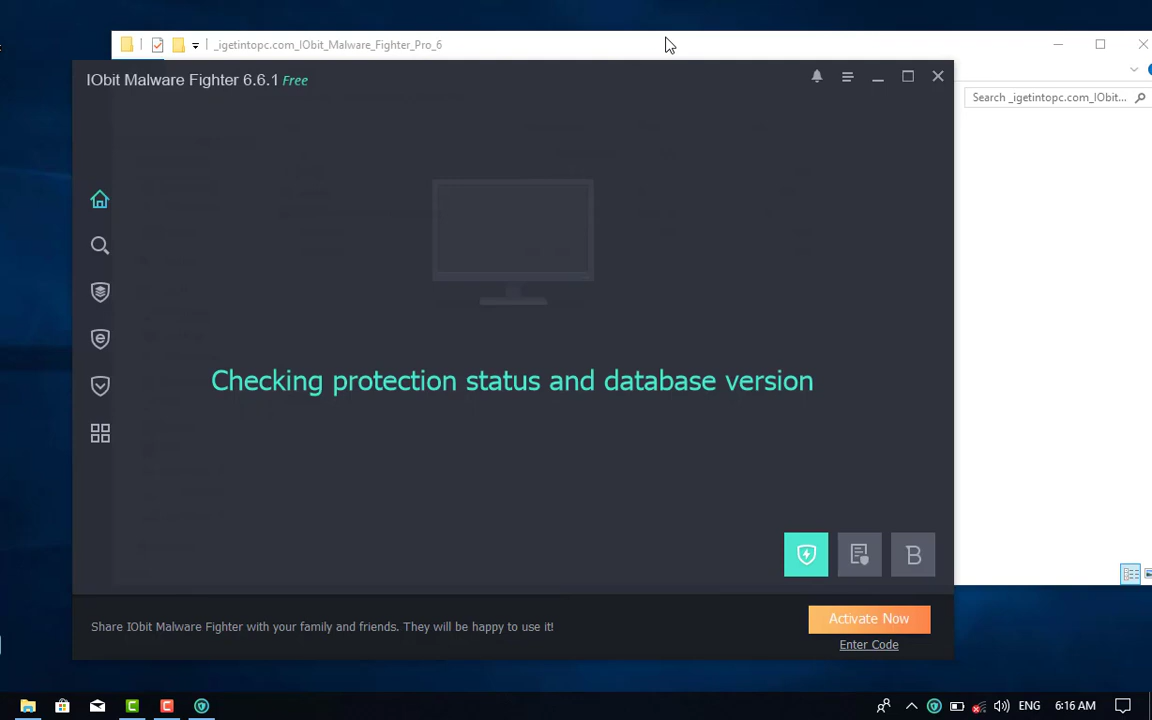 _igetintopc.com_IObit_Malware_Fighter_Pro_6
IObit Malware Fighter 6.6.1 Free
Search _igetintopc.com_IObit...
Checking protection status and database version
Share IObit Malware Fighter with your family and friends. They will be happy to use it!
Activate Now
Enter Code
ENG
6:16 AM